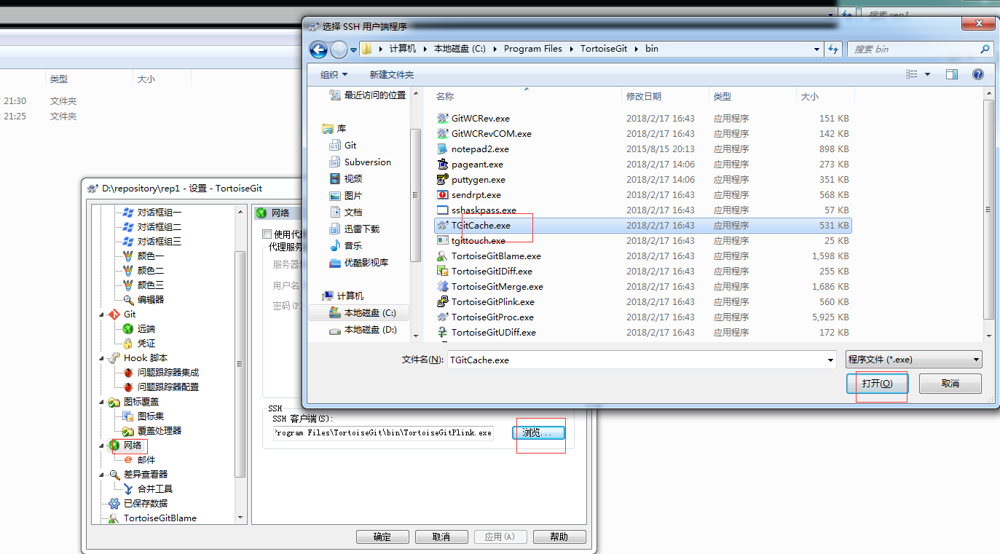 搜索 rep1
选择 SSH 用户端程序
计算机
本地磁盘 (C:)
Program Files
TortoiseGit
bin
搜索 bin
组织
新建文件夹
类型
大小
21:30
文件夹
21:25
文件夹
最近访问的位置
库
Git
Subversion
视频
图片
文档
迅雷下载
音乐
优酷影视库
计算机
本地磁盘 (C:)
本地磁盘 (D:)
名称 修改日期 类型 大小
GitWCRev.exe 2018/2/17 16:43 应用程序 151 KB
GitWCRevCOM.exe 2018/2/17 16:43 应用程序 142 KB
notepad2.exe 2015/8/15 20:13 应用程序 898 KB
pageant.exe 2018/2/17 14:06 应用程序 273 KB
puttygen.exe 2018/2/17 14:06 应用程序 351 KB
sendrpt.exe 2018/2/17 16:43 应用程序 568 KB
sshaskpass.exe 2018/2/17 16:43 应用程序 57 KB
TGitCache.exe 2018/2/17 16:43 应用程序 531 KB
tgittouch.exe 2018/2/17 16:43 应用程序 25 KB
TortoiseGitBlame.exe 2018/2/17 16:43 应用程序 1,598 KB
TortoiseGitIDiff.exe 2018/2/17 16:43 应用程序 255 KB
TortoiseGitMerge.exe 2018/2/17 16:43 应用程序 1,686 KB
TortoiseGitPlink.exe 2018/2/17 16:43 应用程序 560 KB
TortoiseGitProc.exe 2018/2/17 16:43 应用程序 5,925 KB
TortoiseGitUDiff.exe 2018/2/17 16:43 应用程序 172 KB
文件名(N): TGitCache.exe
程序文件 (*.exe)
打开(O)
取消
D:\repository\rep1 - 设置 - TortoiseGit
对话框组一
对话框组二
对话框组三
颜色一
颜色二
颜色三
编辑器
Git
远端
凭证
Hook 脚本
问题跟踪器集成
问题跟踪器配置
图标覆盖
图标集
覆盖处理器
网络
邮件
差异查看器
合并工具
已保存数据
TortoiseGitBlame
网络
使用代
代理服务
服务器
用户名
密码(P
SSH
SSH 客户端(S):
rogram Files\TortoiseGit\bin\TortoiseGitPlink.exe
浏览...
确定
取消
应用(A)
帮助